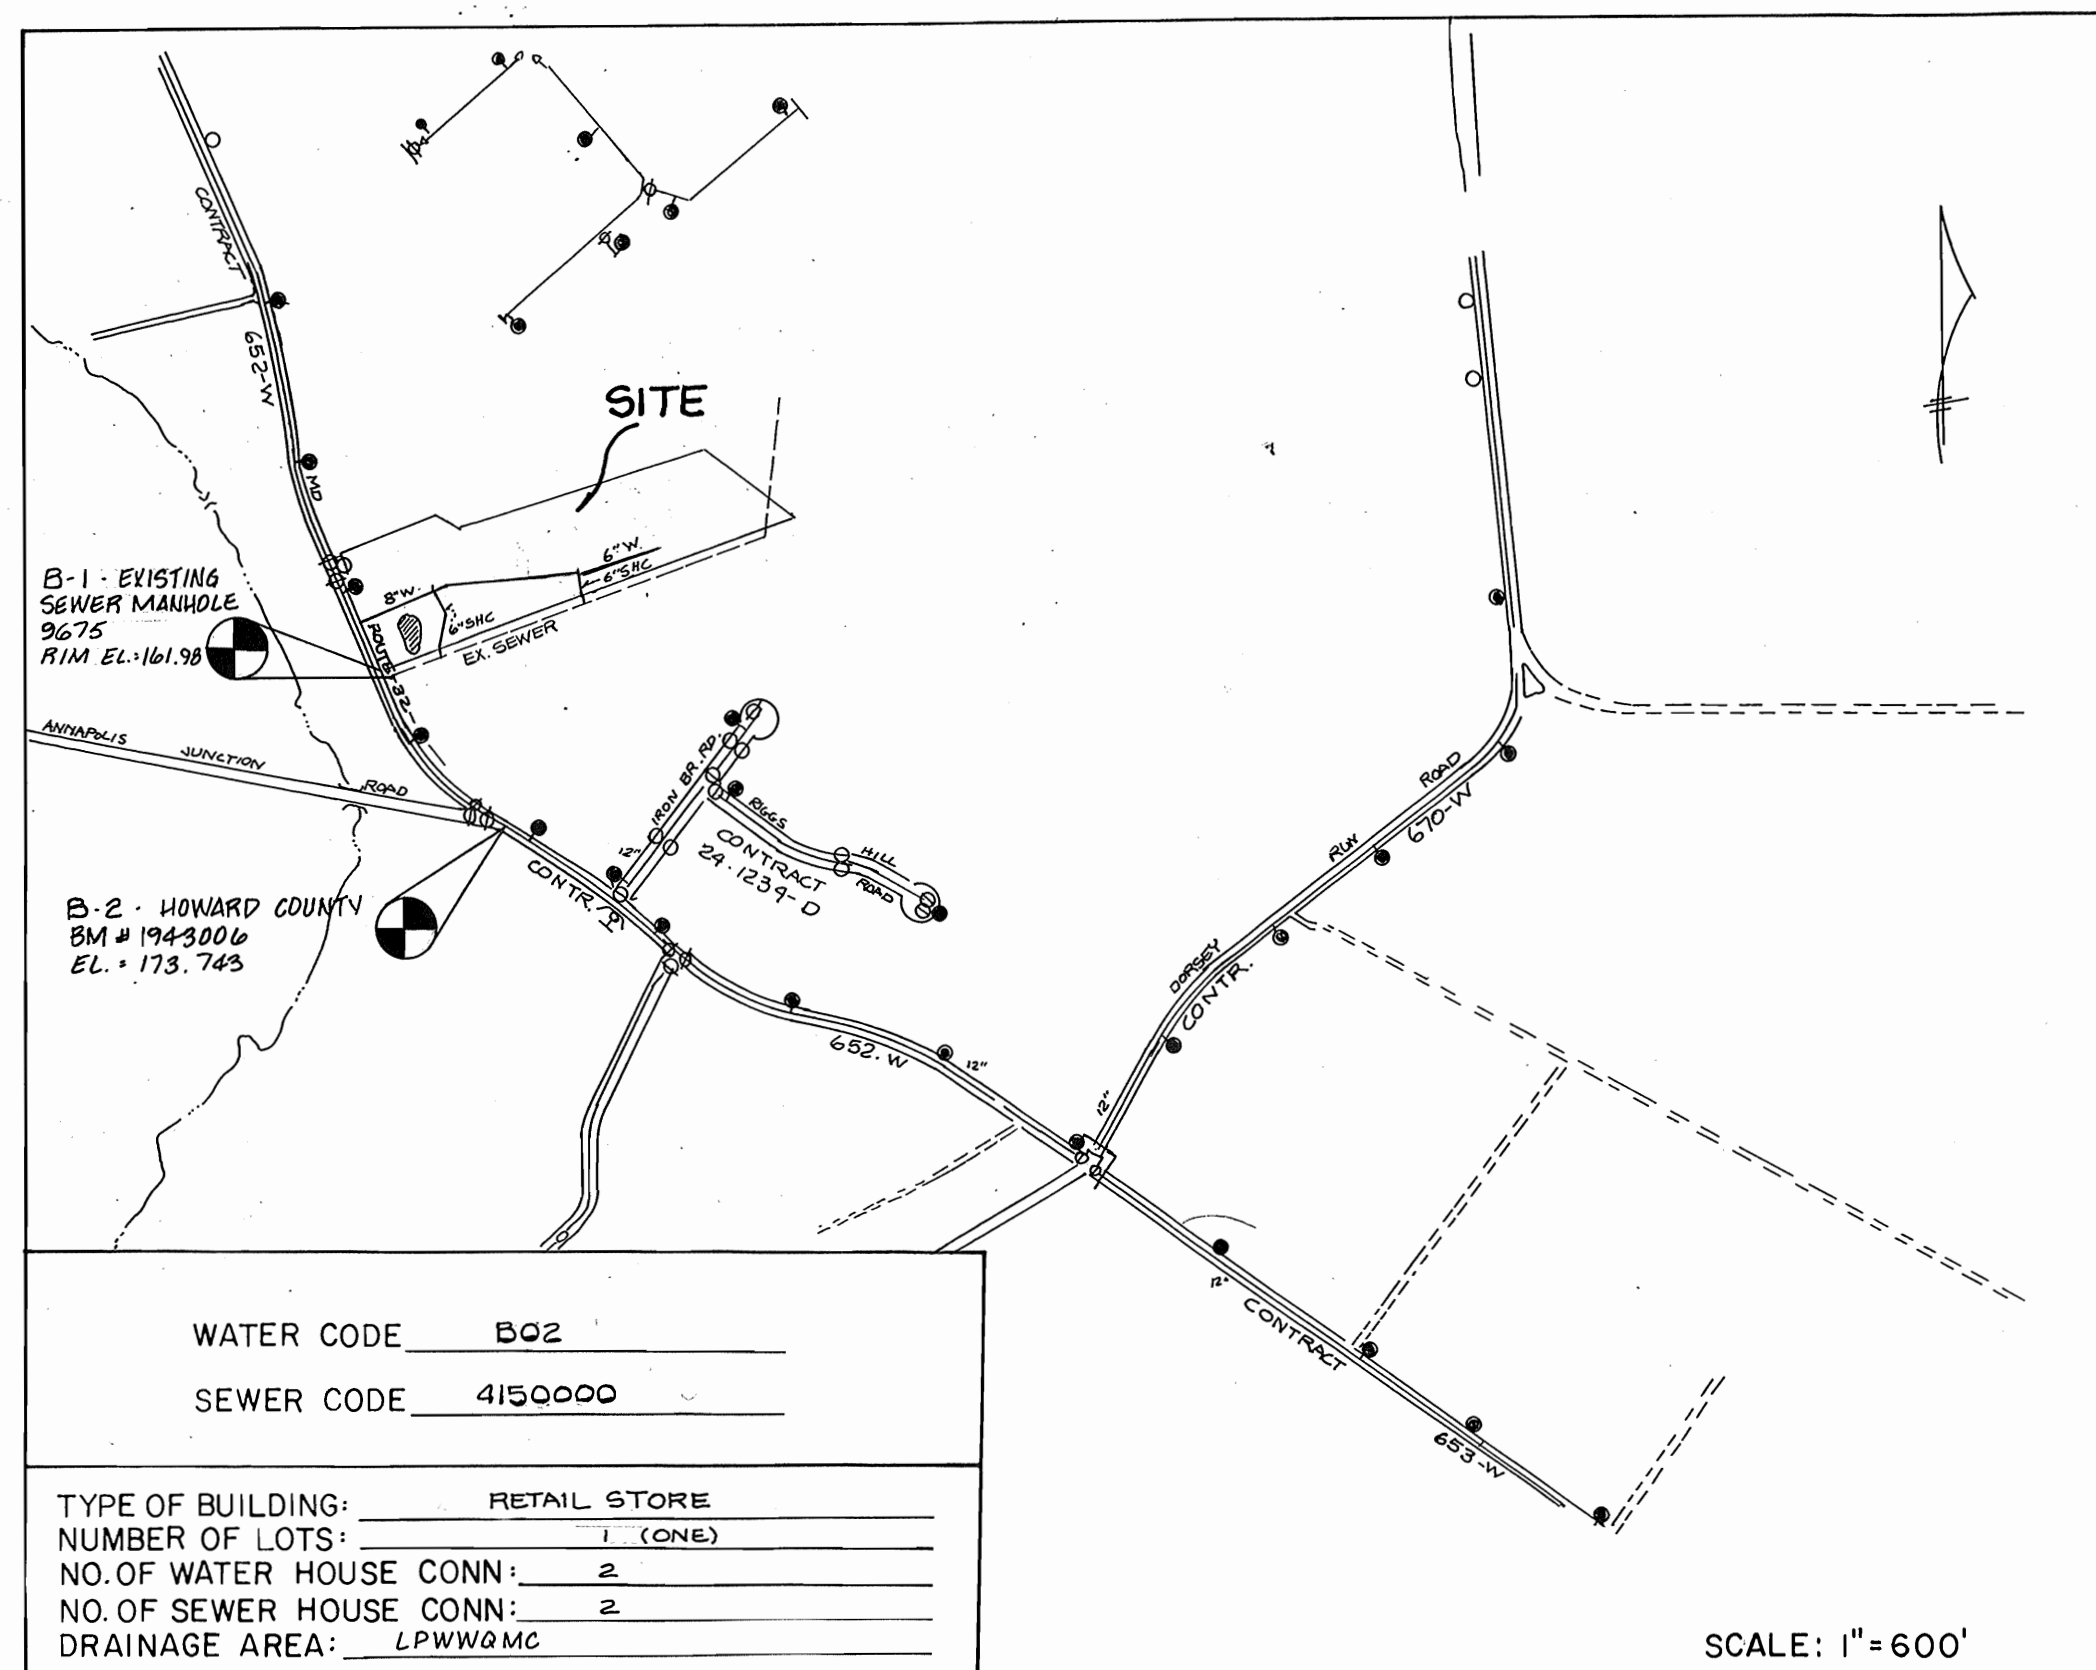 CONTRACT
652-W
MD
ROUTE 32
SITE
B-1 - EXISTING
SEWER MANHOLE
9675
RIM EL.: 161.98
8" W.
6" SHC
6" W.
6" SHC
EX. SEWER
ANNAPOLIS JUNCTION ROAD
IRON BR. RD.
12"
RIGGS HILL ROAD
CONTRACT
24.1234-D
CONTR.
B-2 - HOWARD COUNTY
BM # 1943006
EL. = 173.743
652-W
12"
12"
DORSEY RUN ROAD
CONTR.
670-W
12"
CONTRACT
653-W
WATER CODE B02
SEWER CODE 4150000
TYPE OF BUILDING: RETAIL STORE
NUMBER OF LOTS: 1 (ONE)
NO. OF WATER HOUSE CONN: 2
NO. OF SEWER HOUSE CONN: 2
DRAINAGE AREA: LPWWQMC
SCALE: 1" = 600'